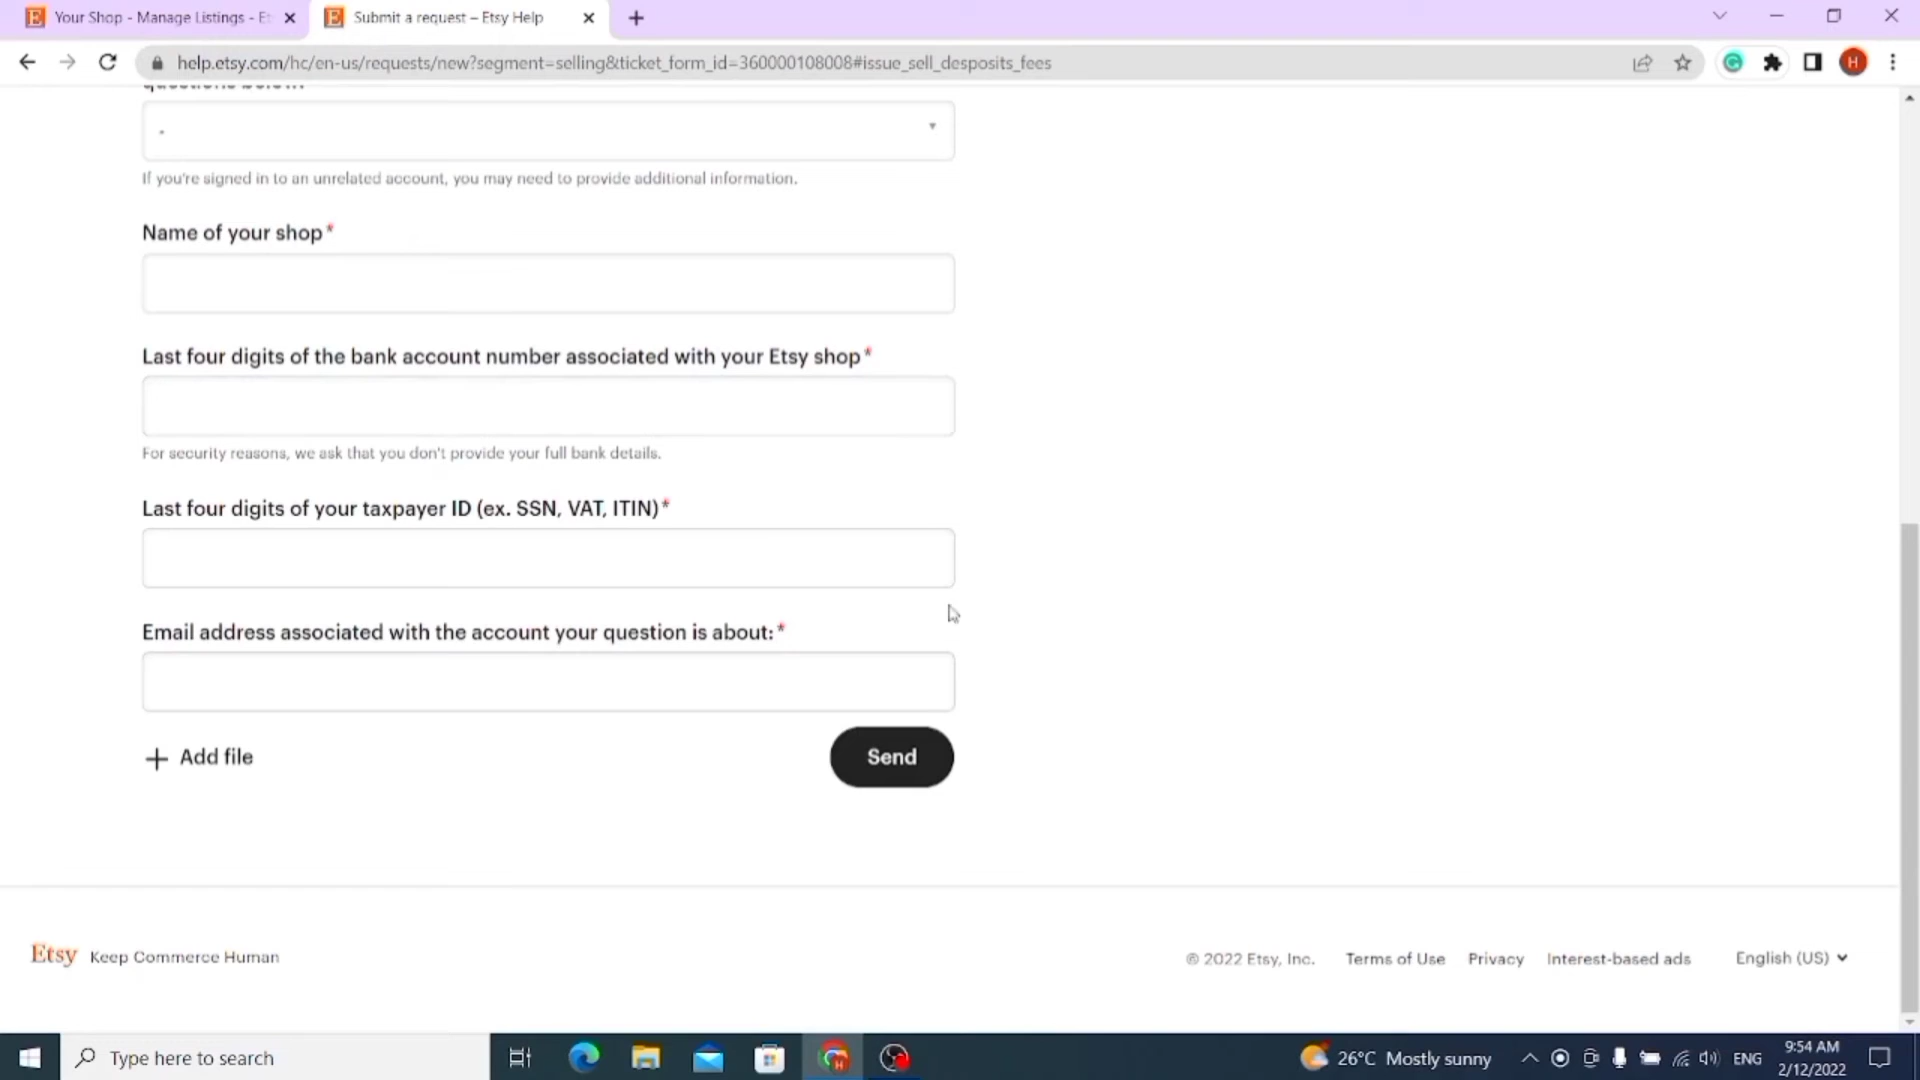 Your Shop - Manage Listings - Et
Submit a request – Etsy Help
help.etsy.com/hc/en-us/requests/new?segment=selling&ticket_form_id=360000108008#issue_sell_desposits_fees
H
questions below:
If you're signed in to an unrelated account, you may need to provide additional information.
Name of your shop*
Last four digits of the bank account number associated with your Etsy shop*
For security reasons, we ask that you don't provide your full bank details.
Last four digits of your taxpayer ID (ex. SSN, VAT, ITIN)*
Email address associated with the account your question is about:*
+ Add file
Send
Etsy Keep Commerce Human
© 2022 Etsy, Inc. Terms of Use Privacy Interest-based ads English (US)
Type here to search
26°C Mostly sunny
ENG
9:54 AM
2/12/2022